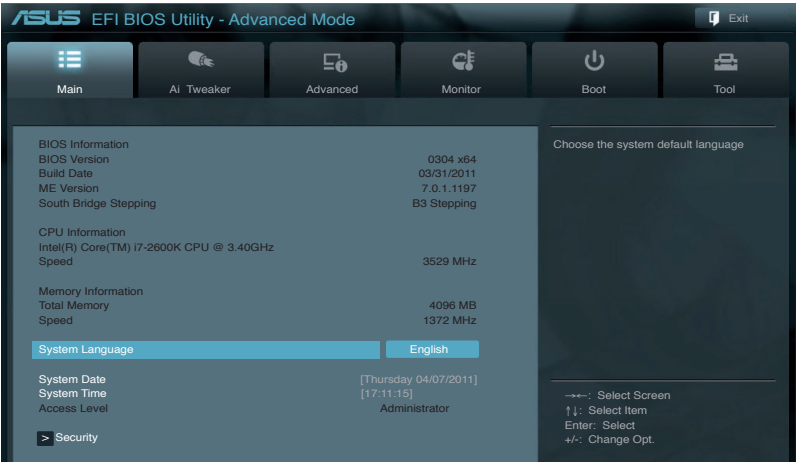 ASUS EFI BIOS Utility - Advanced Mode
Exit
Main
Ai Tweaker
Advanced
Monitor
Boot
Tool
BIOS Information
BIOS Version 0304 x64
Build Date 03/31/2011
ME Version 7.0.1.1197
South Bridge Stepping B3 Stepping
CPU Information
Intel(R) Core(TM) i7-2600K CPU @ 3.40GHz
Speed 3529 MHz
Memory Information
Total Memory 4096 MB
Speed 1372 MHz
System Language English
System Date [Thursday 04/07/2011]
System Time [17:11:15]
Access Level Administrator
> Security
Choose the system default language
→←: Select Screen
↑↓: Select Item
Enter: Select
+/-: Change Opt.